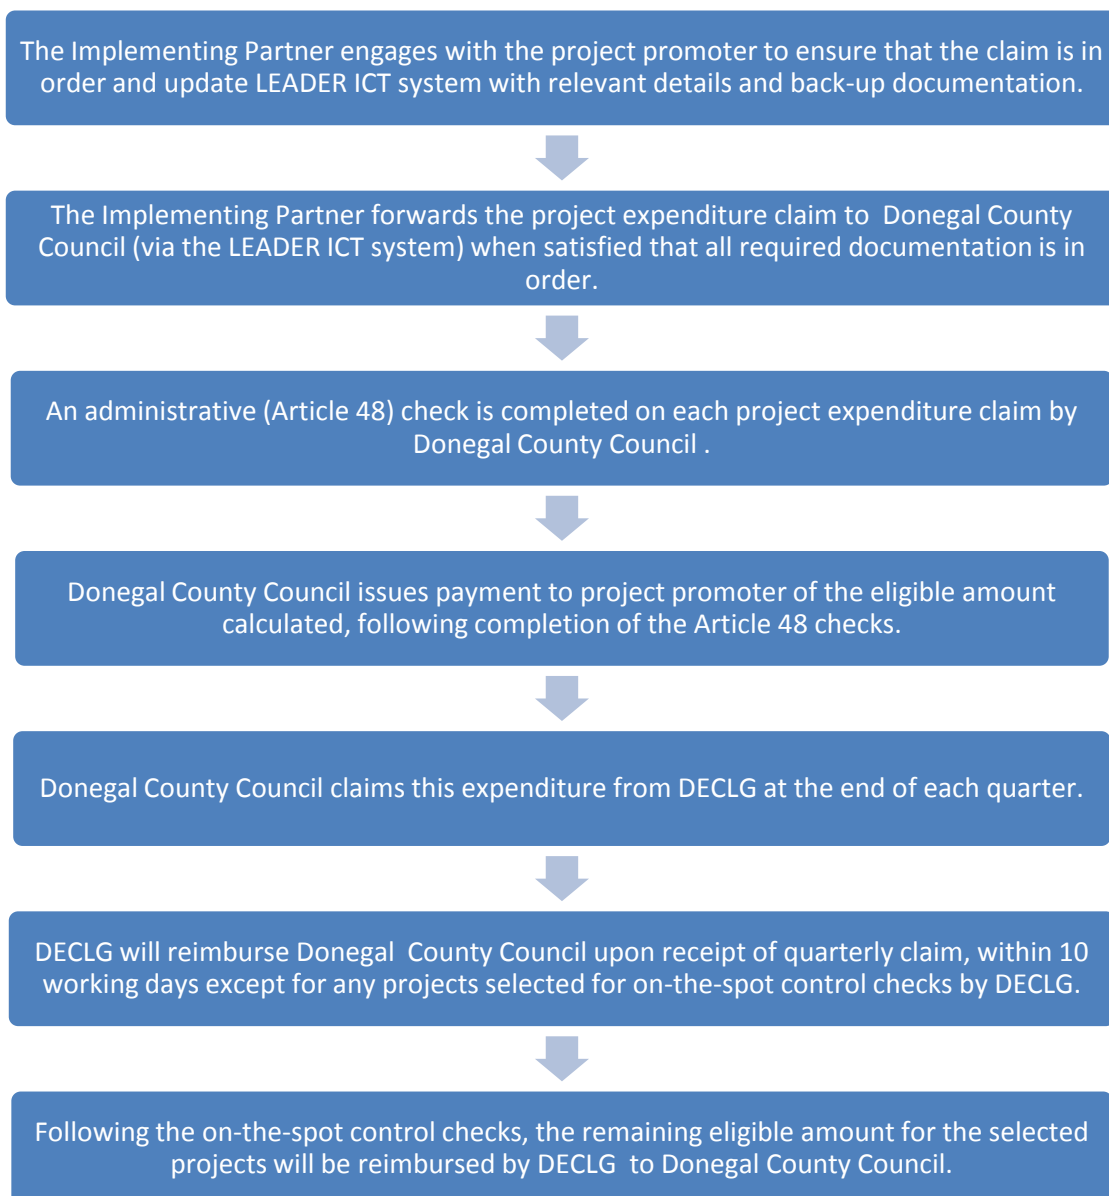 The Implementing Partner engages with the project promoter to ensure that the claim is in
order and update LEADER ICT system with relevant details and back-up documentation.
The Implementing Partner forwards the project expenditure claim to Donegal County
Council (via the LEADER ICT system) when satisfied that all required documentation is in
order.
An administrative (Article 48) check is completed on each project expenditure claim by
Donegal County Council .
Donegal County Council issues payment to project promoter of the eligible amount
calculated, following completion of the Article 48 checks.
Donegal County Council claims this expenditure from DECLG at the end of each quarter.
DECLG will reimburse Donegal County Council upon receipt of quarterly claim, within 10
working days except for any projects selected for on-the-spot control checks by DECLG.
Following the on-the-spot control checks, the remaining eligible amount for the selected
projects will be reimbursed by DECLG to Donegal County Council.